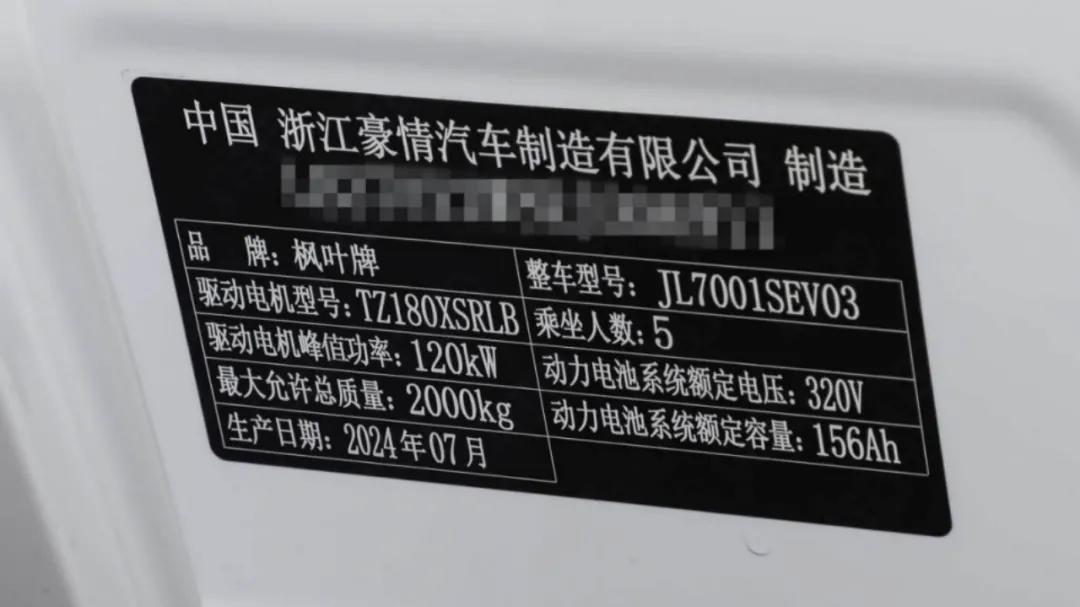 中国 浙江豪情汽车制造有限公司 制造
品 牌：枫叶牌 整车型号：JL7001SEV03
驱动电机型号：TZ180XSRLB 乘坐人数：5
驱动电机峰值功率：120kW 动力电池系统额定电压：320V
最大允许总质量：2000kg 动力电池系统额定容量：156Ah
生产日期：2024年07月